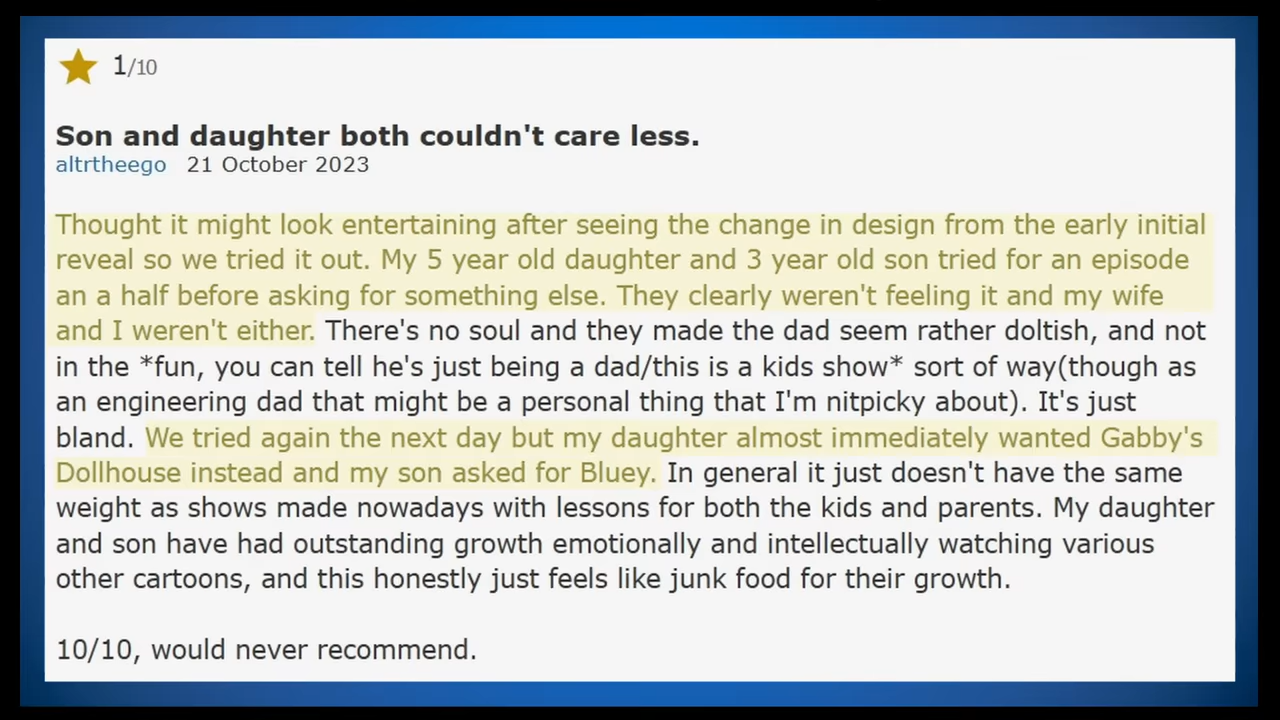 1/10
Son and daughter both couldn't care less.
altrtheego 21 October 2023
Thought it might look entertaining after seeing the change in design from the early initial
reveal so we tried it out. My 5 year old daughter and 3 year old son tried for an episode
an a half before asking for something else. They clearly weren't feeling it and my wife
and I weren't either. There's no soul and they made the dad seem rather doltish, and not
in the *fun, you can tell he's just being a dad/this is a kids show* sort of way(though as
an engineering dad that might be a personal thing that I'm nitpicky about). It's just
bland. We tried again the next day but my daughter almost immediately wanted Gabby's
Dollhouse instead and my son asked for Bluey. In general it just doesn't have the same
weight as shows made nowadays with lessons for both the kids and parents. My daughter
and son have had outstanding growth emotionally and intellectually watching various
other cartoons, and this honestly just feels like junk food for their growth.
10/10, would never recommend.